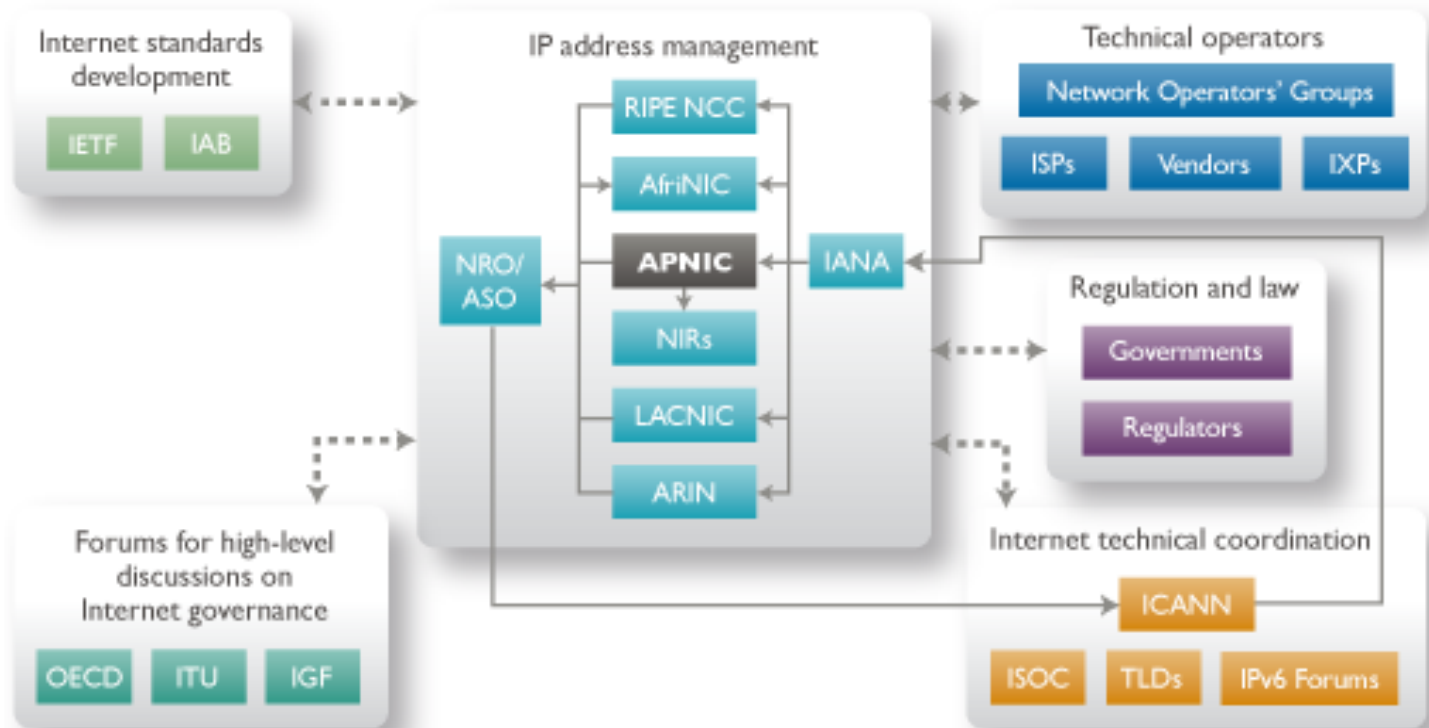 Internet standards
development
IETF
IAB
IP address management
RIPE NCC
AfriNIC
APNIC
NIRs
LACNIC
ARIN
NRO/
ASO
IANA
Technical operators
Network Operators' Groups
ISPs
Vendors
IXPs
Regulation and law
Governments
Regulators
Forums for high-level
discussions on
Internet governance
OECD
ITU
IGF
Internet technical coordination
ICANN
ISOC
TLDs
IPv6 Forums